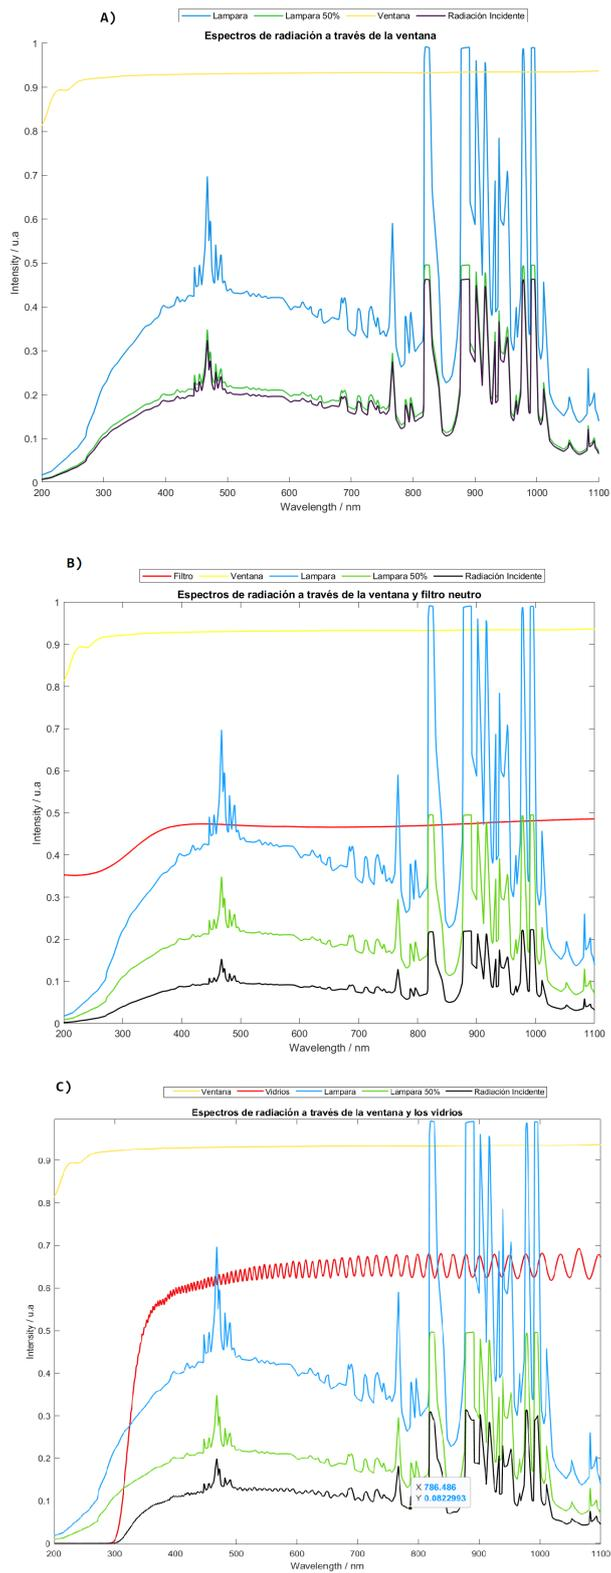 A)
Lampara Lampara 50% Ventana Radiación Incidente
Espectros de radiación a través de la ventana
1
0.9
0.8
0.7
0.6
0.5
0.4
0.3
0.2
0.1
0
Intensity / u.a
200 300 400 500 600 700 800 900 1000 1100
Wavelength / nm
B)
Filtro Ventana Lampara Lampara 50% Radiación Incidente
Espectros de radiación a través de la ventana y filtro neutro
1
0.9
0.8
0.7
0.6
0.5
0.4
0.3
0.2
0.1
0
Intensity / u.a
200 300 400 500 600 700 800 900 1000 1100
Wavelength / nm
C)
Ventana Vidrios Lampara Lampara 50% Radiación Incidente
Espectros de radiación a través de la ventana y los vidrios
0.9
0.8
0.7
0.6
0.5
0.4
0.3
0.2
0.1
0
Intensity / u.a
X 786.486
Y 0.0822993
200 300 400 500 600 700 800 900 1000 1100
Wavelength / nm